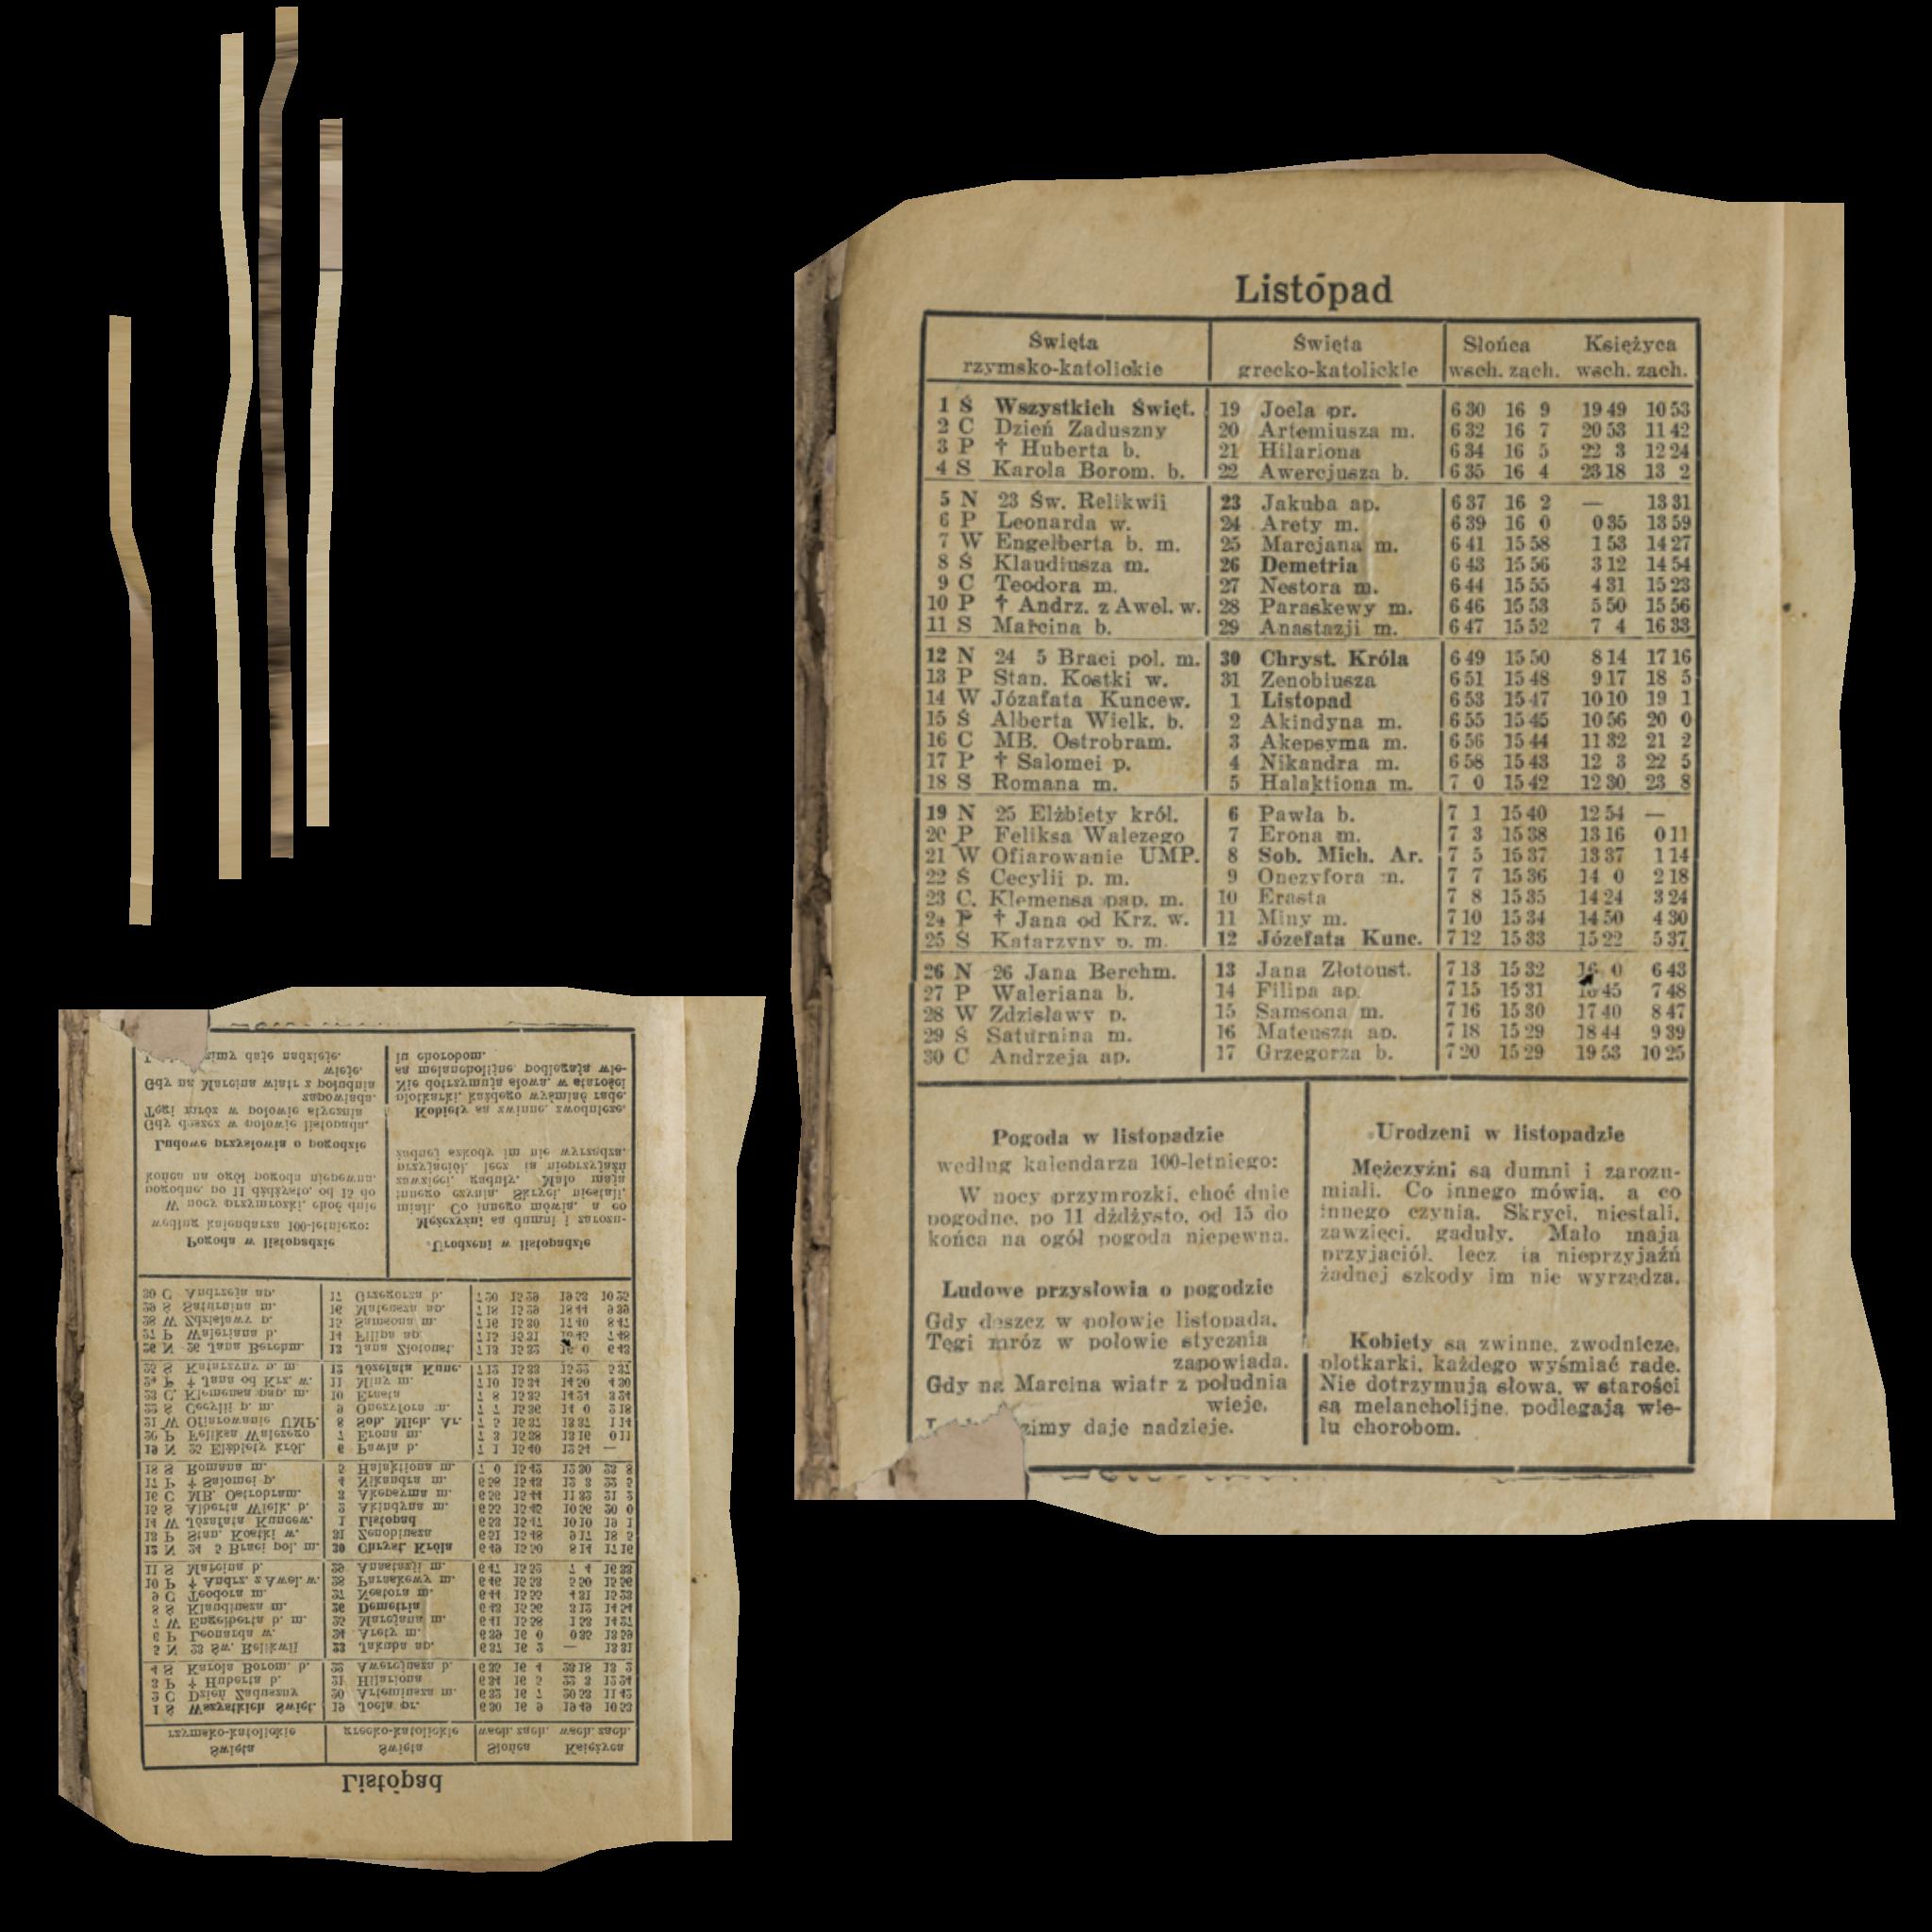 Listopad
Święta rzymsko-katolickie | Święta grecko-katolickie | Słońca wsch. zach. | Księżyca wsch. zach.
1 Ś Wszystkich Święt. 19 Joela pr. 6 30 16 9 19 49 10 53
2 C Dzień Zaduszny 20 Artemiusza m. 6 32 16 7 20 53 11 42
3 P † Huberta b. 21 Hilariona 6 34 16 5 22 3 12 24
4 S Karola Borom. b. 22 Awercjusza b. 6 35 16 4 23 18 13 2
5 N 23 Św. Relikwii 23 Jakuba ap. 6 37 16 2 — 13 31
6 P Leonarda w. 24 Arety m. 6 39 16 0 0 35 13 59
7 W Engelberta b. m. 25 Marcjana m. 6 41 15 58 1 53 14 27
8 Ś Klaudiusza m. 26 Demetria 6 43 15 56 3 12 14 54
9 C Teodora m. 27 Nestora m. 6 44 15 55 4 31 15 23
10 P † Andrz. z Awel. w. 28 Paraskewy m. 6 46 15 53 5 50 15 56
11 S Marcina b. 29 Anastazji m. 6 47 15 52 7 4 16 33
12 N 24 5 Braci pol. m. 30 Chryst. Króla 6 49 15 50 8 14 17 16
13 P Stan. Kostki w. 31 Zenobiusza 6 51 15 48 9 17 18 5
14 W Józafata Kuncew. 1 Listopad 6 53 15 47 10 10 19 1
15 Ś Alberta Wielk. b. 2 Akindyna m. 6 55 15 45 10 56 20 0
16 C MB. Ostrobram. 3 Akepsyma m. 6 56 15 44 11 32 21 2
17 P † Salomei p. 4 Nikandra m. 6 58 15 43 12 3 22 5
18 S Romana m. 5 Halaktiona m. 7 0 15 42 12 30 23 8
19 N 25 Elżbiety król. 6 Pawła b. 7 1 15 40 12 54 —
20 P Feliksa Walezego 7 Erona m. 7 3 15 38 13 16 0 11
21 W Ofiarowanie UMP. 8 Sob. Mich. Ar. 7 5 15 37 13 37 1 14
22 Ś Cecylii p. m. 9 Onezyfora m. 7 7 15 36 14 0 2 18
23 C. Klemensa pap. m. 10 Erasta 7 8 15 35 14 24 3 24
24 P † Jana od Krz. w. 11 Miny m. 7 10 15 34 14 50 4 30
25 S Katarzyny p. m. 12 Józefata Kunc. 7 12 15 33 15 22 5 37
26 N 26 Jana Berchm. 13 Jana Złotoust. 7 13 15 32 16 0 6 43
27 P Waleriana b. 14 Filipa ap. 7 15 15 31 16 45 7 48
28 W Zdzisławy p. 15 Samsona m. 7 16 15 30 17 40 8 47
29 Ś Saturnina m. 16 Mateusza ap. 7 18 15 29 18 44 9 39
30 C Andrzeja ap. 17 Grzegorza b. 7 20 15 29 19 53 10 25
Pogoda w listopadzie
według kalendarza 100-letniego:
W nocy przymrozki, choć dnie
pogodne, po 11 dżdżysto, od 15 do
końca na ogół pogoda niepewna.
Ludowe przysłowia o pogodzie
Gdy deszcz w połowie listopada,
Tęgi mróz w połowie stycznia
zapowiada.
Gdy na Marcina wiatr z południa
wieje,
zimy daje nadzieje.
Urodzeni w listopadzie
Mężczyźni są dumni i zarozu-
miali. Co innego mówią, a co
innego czynią. Skryci, niestali,
zawzięci, gaduły. Mało mają
przyjaciół, lecz ta nieprzyjaźń
żadnej szkody im nie wyrządza.
Kobiety są zwinne, zwodnicze,
plotkarki, każdego wyśmiać rade.
Nie dotrzymują słowa, w starości
są melancholijne, podlegają wie-
lu chorobom.